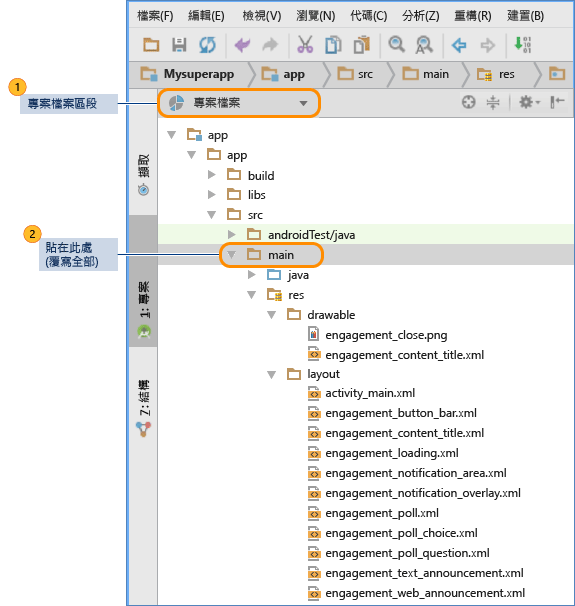 檔案(F) 編輯(E) 檢視(V) 瀏覽(N) 代碼(C) 分析(Z) 重構(R) 建置(B)
Mysuperapp app src main res
1
專案檔案區段
專案檔案
擷取
1: 專案
7: 結構
app
app
build
libs
src
androidTest/java
2
貼在此處
(覆寫全部)
main
java
res
drawable
engagement_close.png
engagement_content_title.xml
layout
activity_main.xml
engagement_button_bar.xml
engagement_content_title.xml
engagement_loading.xml
engagement_notification_area.xml
engagement_notification_overlay.xml
engagement_poll.xml
engagement_poll_choice.xml
engagement_poll_question.xml
engagement_text_announcement.xml
engagement_web_announcement.xml